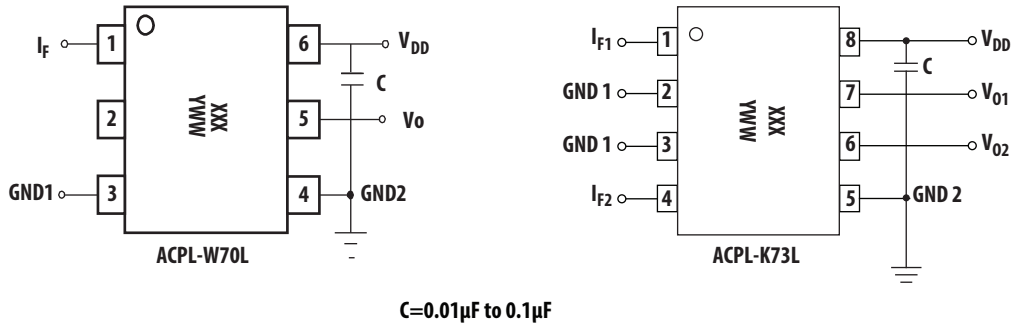 I_F 1 6 V_DD
C
XXX
YWW
2 5 Vo
GND1 3 4 GND2
ACPL-W70L
I_F1 1 8 V_DD
C
GND 1 2 7 V_O1
XXX
YWW
GND 1 3 6 V_O2
I_F2 4 5 GND 2
ACPL-K73L
C=0.01µF to 0.1µF